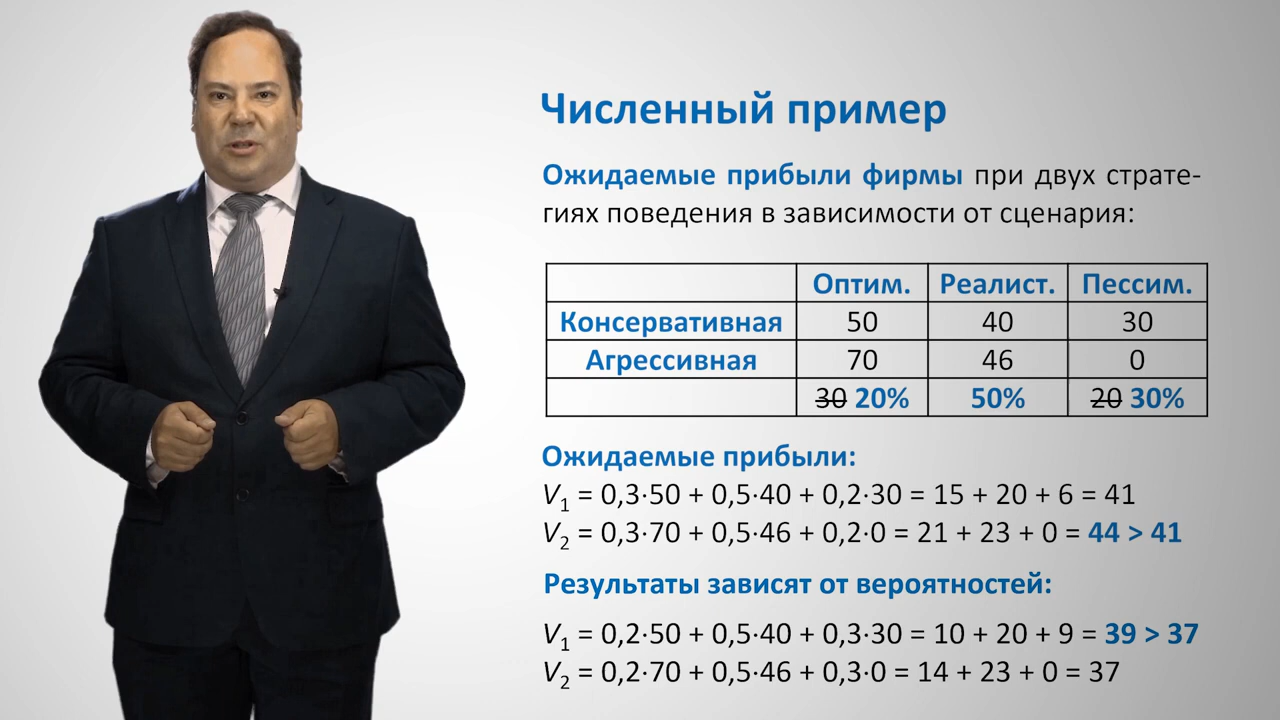 Численный пример
Ожидаемые прибыли фирмы при двух страте-
гиях поведения в зависимости от сценария:
Оптим. Реалист. Пессим.
Консервативная 50 40 30
Агрессивная 70 46 0
30 20% 50% 20 30%
Ожидаемые прибыли:
V1 = 0,3·50 + 0,5·40 + 0,2·30 = 15 + 20 + 6 = 41
V2 = 0,3·70 + 0,5·46 + 0,2·0 = 21 + 23 + 0 = 44 > 41
Результаты зависят от вероятностей:
V1 = 0,2·50 + 0,5·40 + 0,3·30 = 10 + 20 + 9 = 39 > 37
V2 = 0,2·70 + 0,5·46 + 0,3·0 = 14 + 23 + 0 = 37